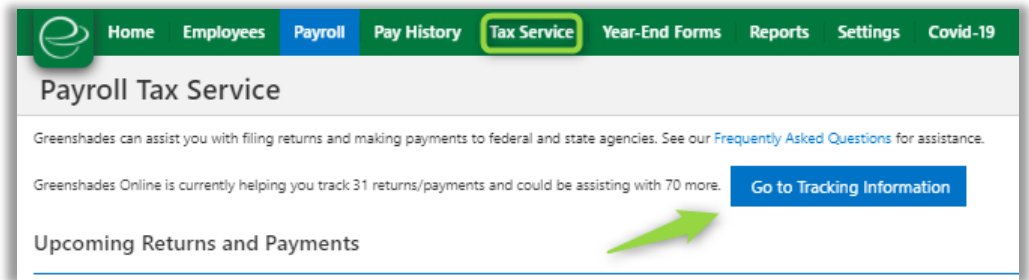 Home Employees Payroll Pay History Tax Service Year-End Forms Reports Settings Covid-19
Payroll Tax Service
Greenshades can assist you with filing returns and making payments to federal and state agencies. See our Frequently Asked Questions for assistance.
Greenshades Online is currently helping you track 31 returns/payments and could be assisting with 70 more. Go to Tracking Information
Upcoming Returns and Payments